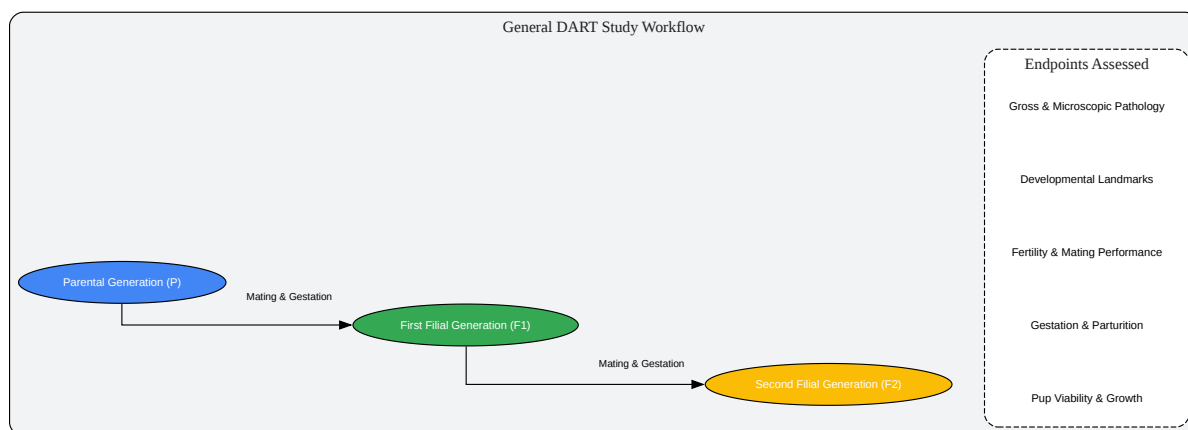 General DART Study Workflow
Endpoints Assessed
Gross & Microscopic Pathology
Developmental Landmarks
Fertility & Mating Performance
Gestation & Parturition
Pup Viability & Growth
Parental Generation (P)
Mating & Gestation
First Filial Generation (F1)
Mating & Gestation
Second Filial Generation (F2)